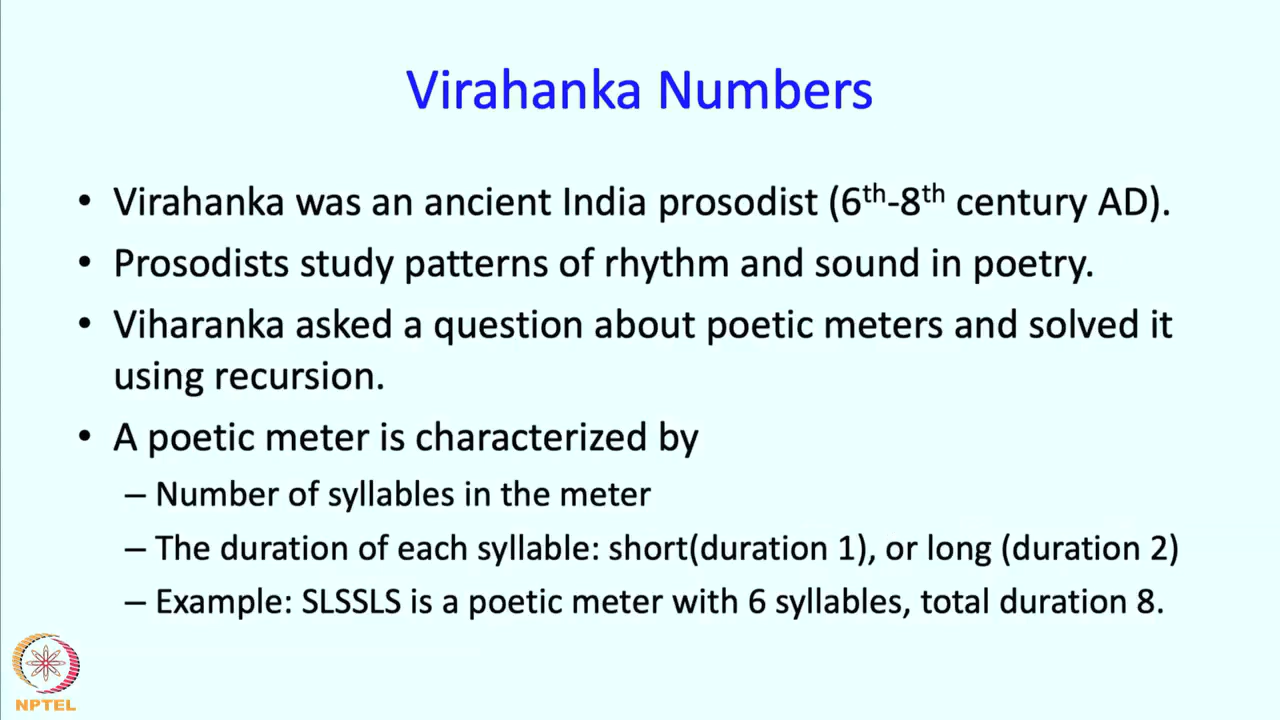 Virahanka Numbers
• Virahanka was an ancient India prosodist (6th-8th century AD).
• Prosodists study patterns of rhythm and sound in poetry.
• Viharanka asked a question about poetic meters and solved it
using recursion.
• A poetic meter is characterized by
– Number of syllables in the meter
– The duration of each syllable: short(duration 1), or long (duration 2)
– Example: SLSSLS is a poetic meter with 6 syllables, total duration 8.
NPTEL